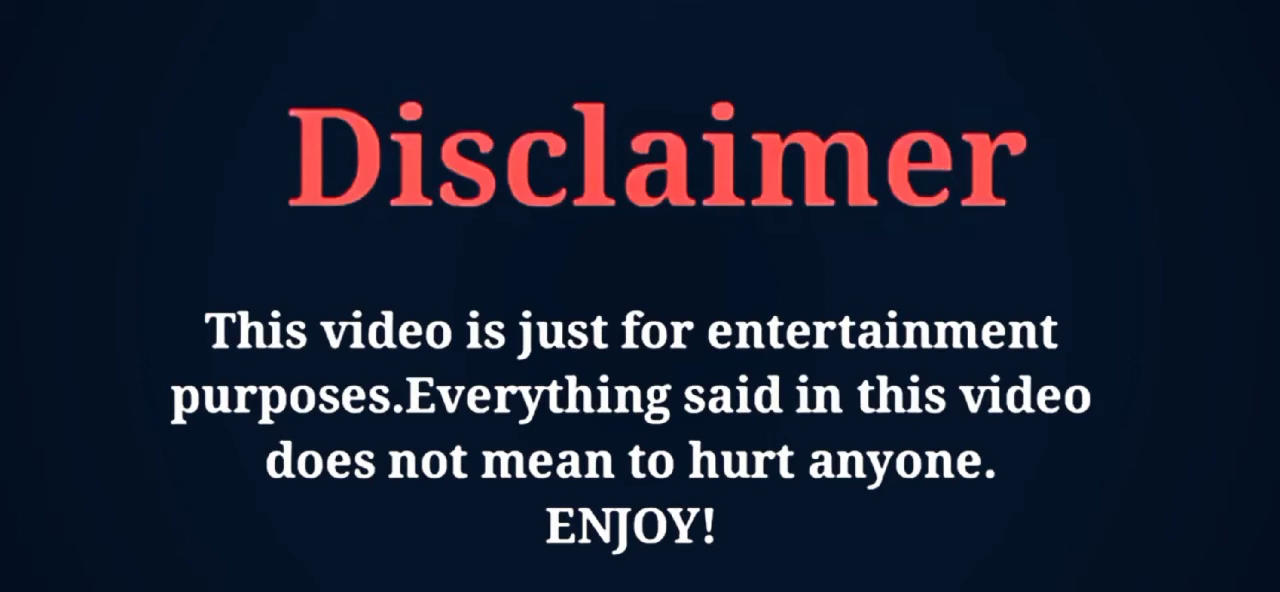 Disclaimer
This video is just for entertainment
purposes.Everything said in this video
does not mean to hurt anyone.
ENJOY!